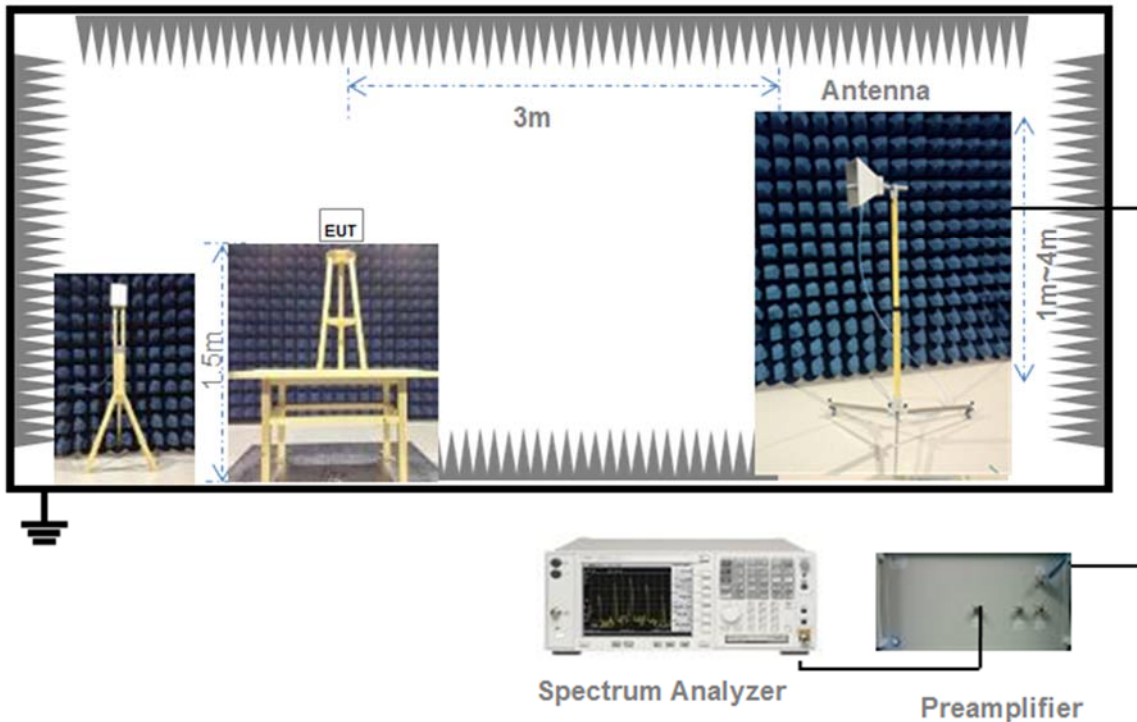 Antenna
3m
EUT
1.5m
1m~4m
Spectrum Analyzer
Preamplifier